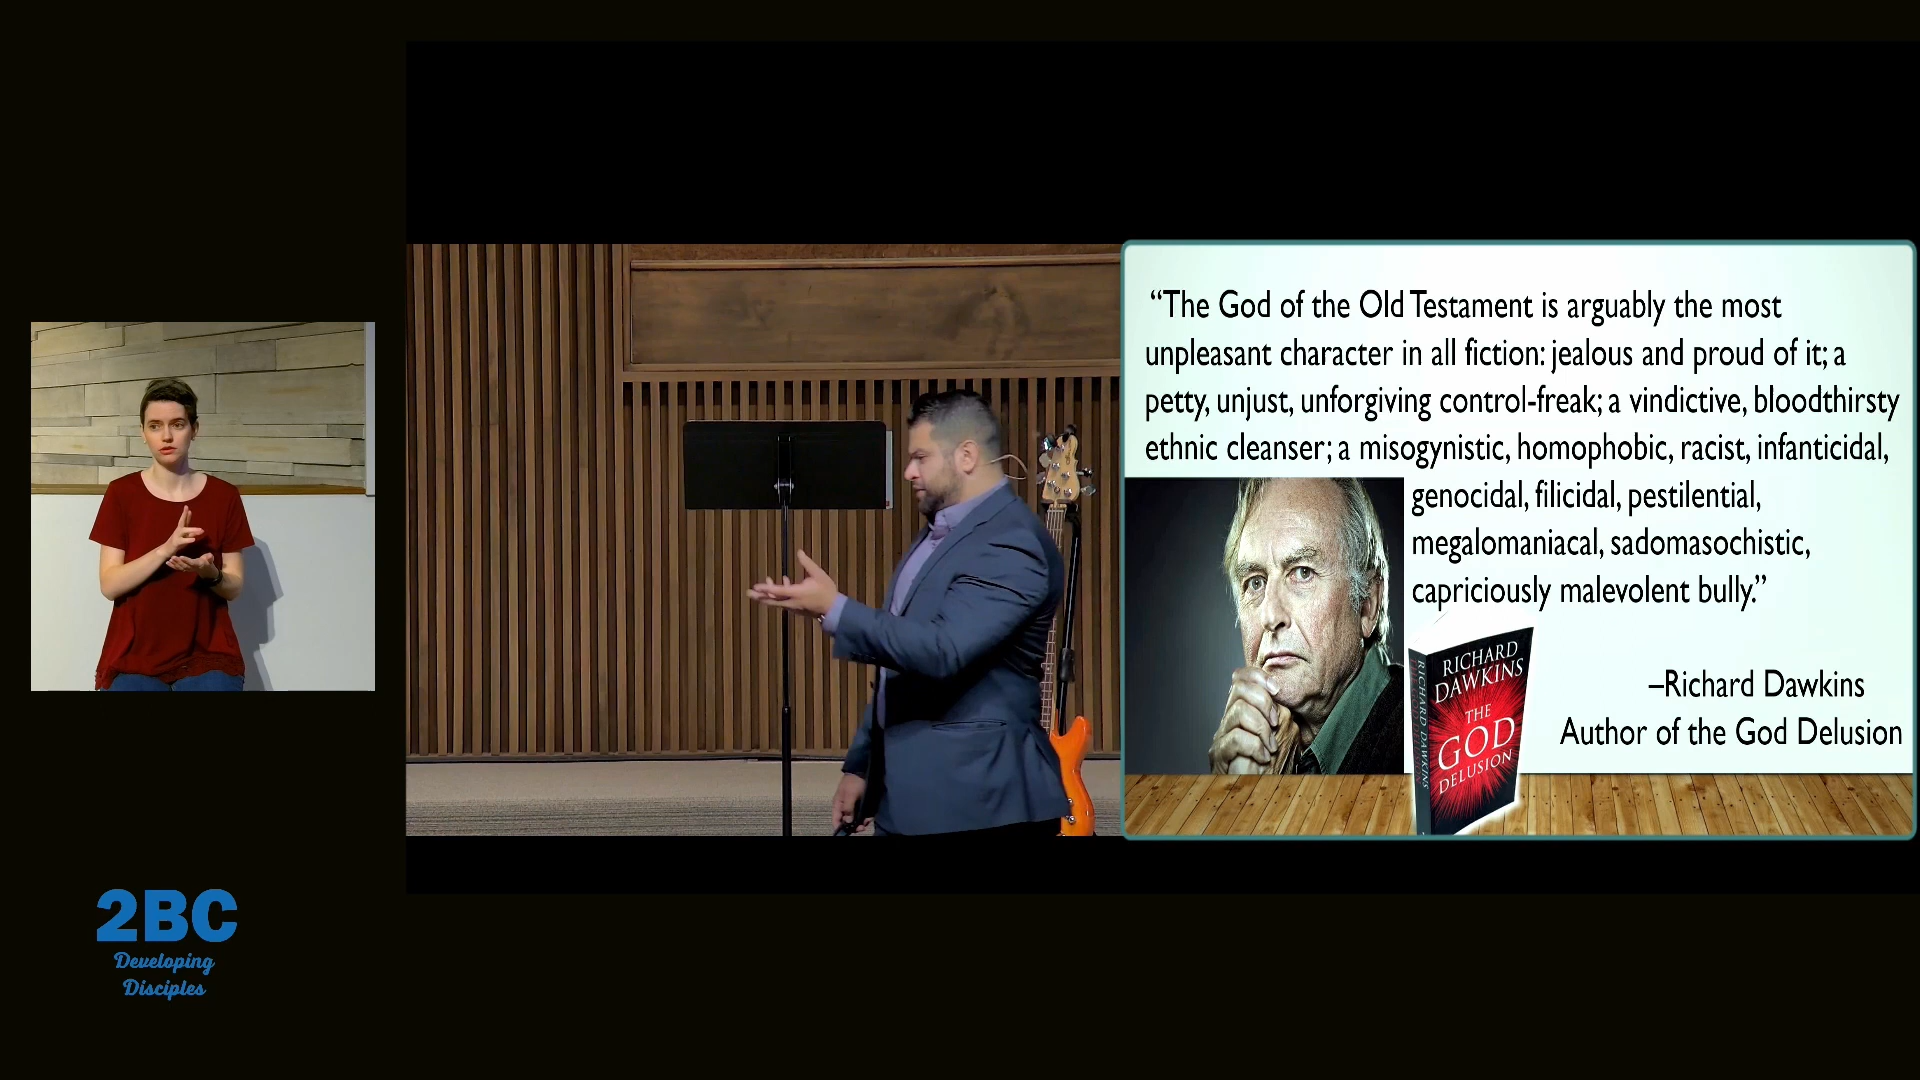 “The God of the Old Testament is arguably the most
unpleasant character in all fiction: jealous and proud of it; a
petty, unjust, unforgiving control-freak; a vindictive, bloodthirsty
ethnic cleanser; a misogynistic, homophobic, racist, infanticidal,
genocidal, filicidal, pestilential,
megalomaniacal, sadomasochistic,
capriciously malevolent bully.”
–Richard Dawkins
Author of the God Delusion
RICHARD
DAWKINS
THE
GOD
DELUSION
RICHARD DAWKINS
2BC
Developing
Disciples